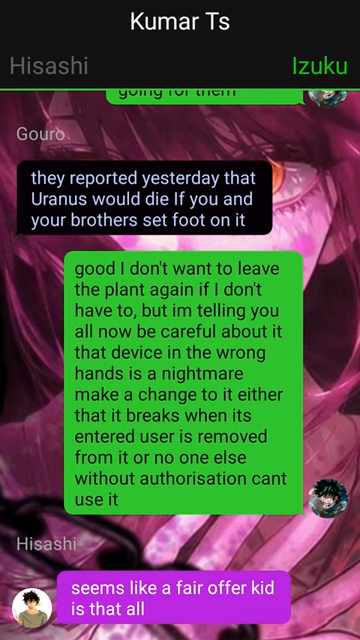 Kumar Ts
Hisashi
Izuku
going for them
Gouro
they reported yesterday that
Uranus would die If you and
your brothers set foot on it
good I don't want to leave
the plant again if I don't
have to, but im telling you
all now be careful about it
that device in the wrong
hands is a nightmare
make a change to it either
that it breaks when its
entered user is removed
from it or no one else
without authorisation cant
use it
Hisashi
seems like a fair offer kid
is that all